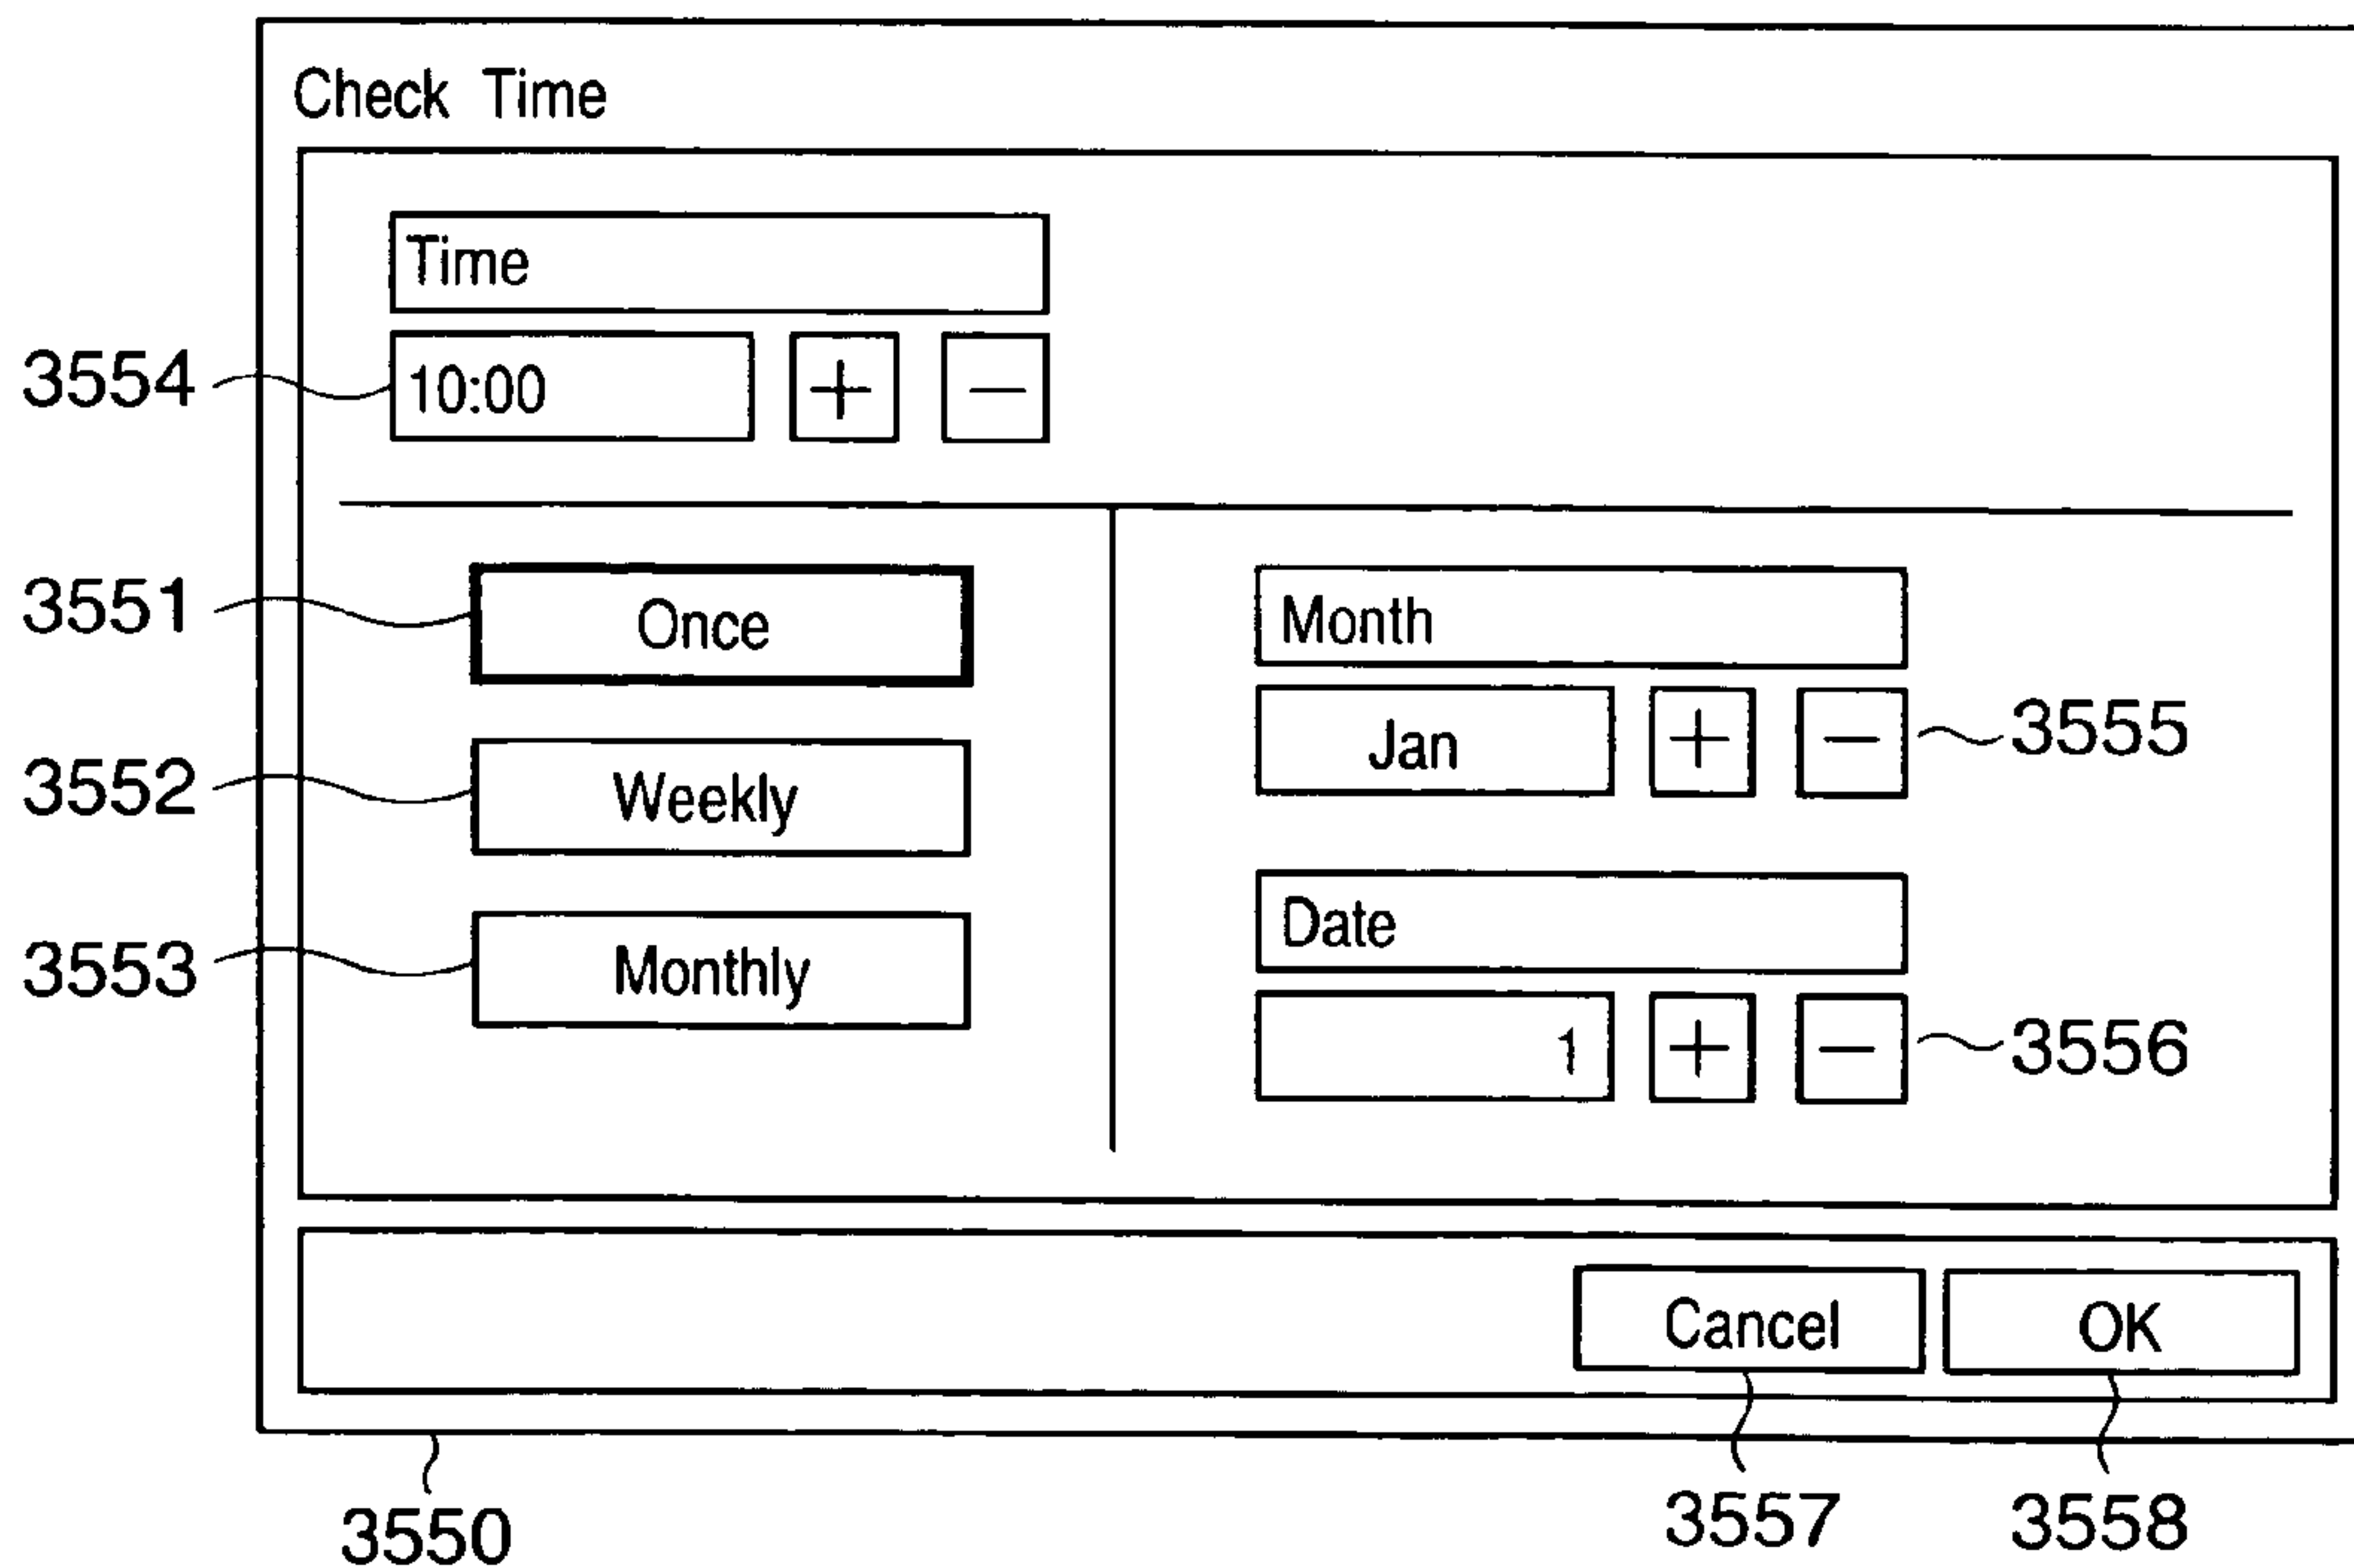 Check Time
Time
3554 10:00 + −
3551 Once
Month
Jan + − 3555
3552 Weekly
Date
3553 Monthly
1 + − 3556
Cancel OK
3550 3557 3558